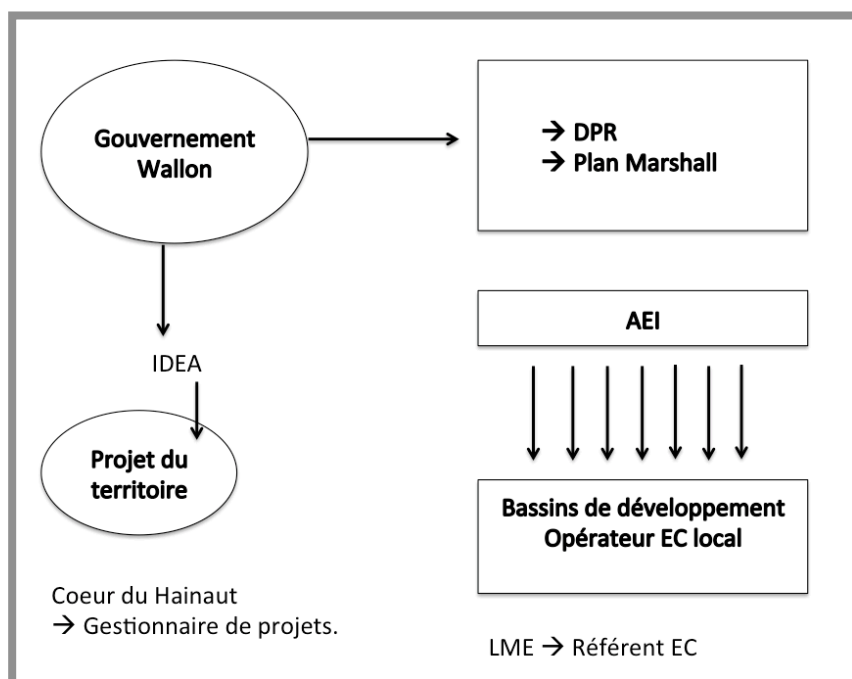 Gouvernement
Wallon
→ DPR
→ Plan Marshall
IDEA
AEI
Projet du
territoire
Bassins de développement
Opérateur EC local
Coeur du Hainaut
→ Gestionnaire de projets.
LME → Référent EC